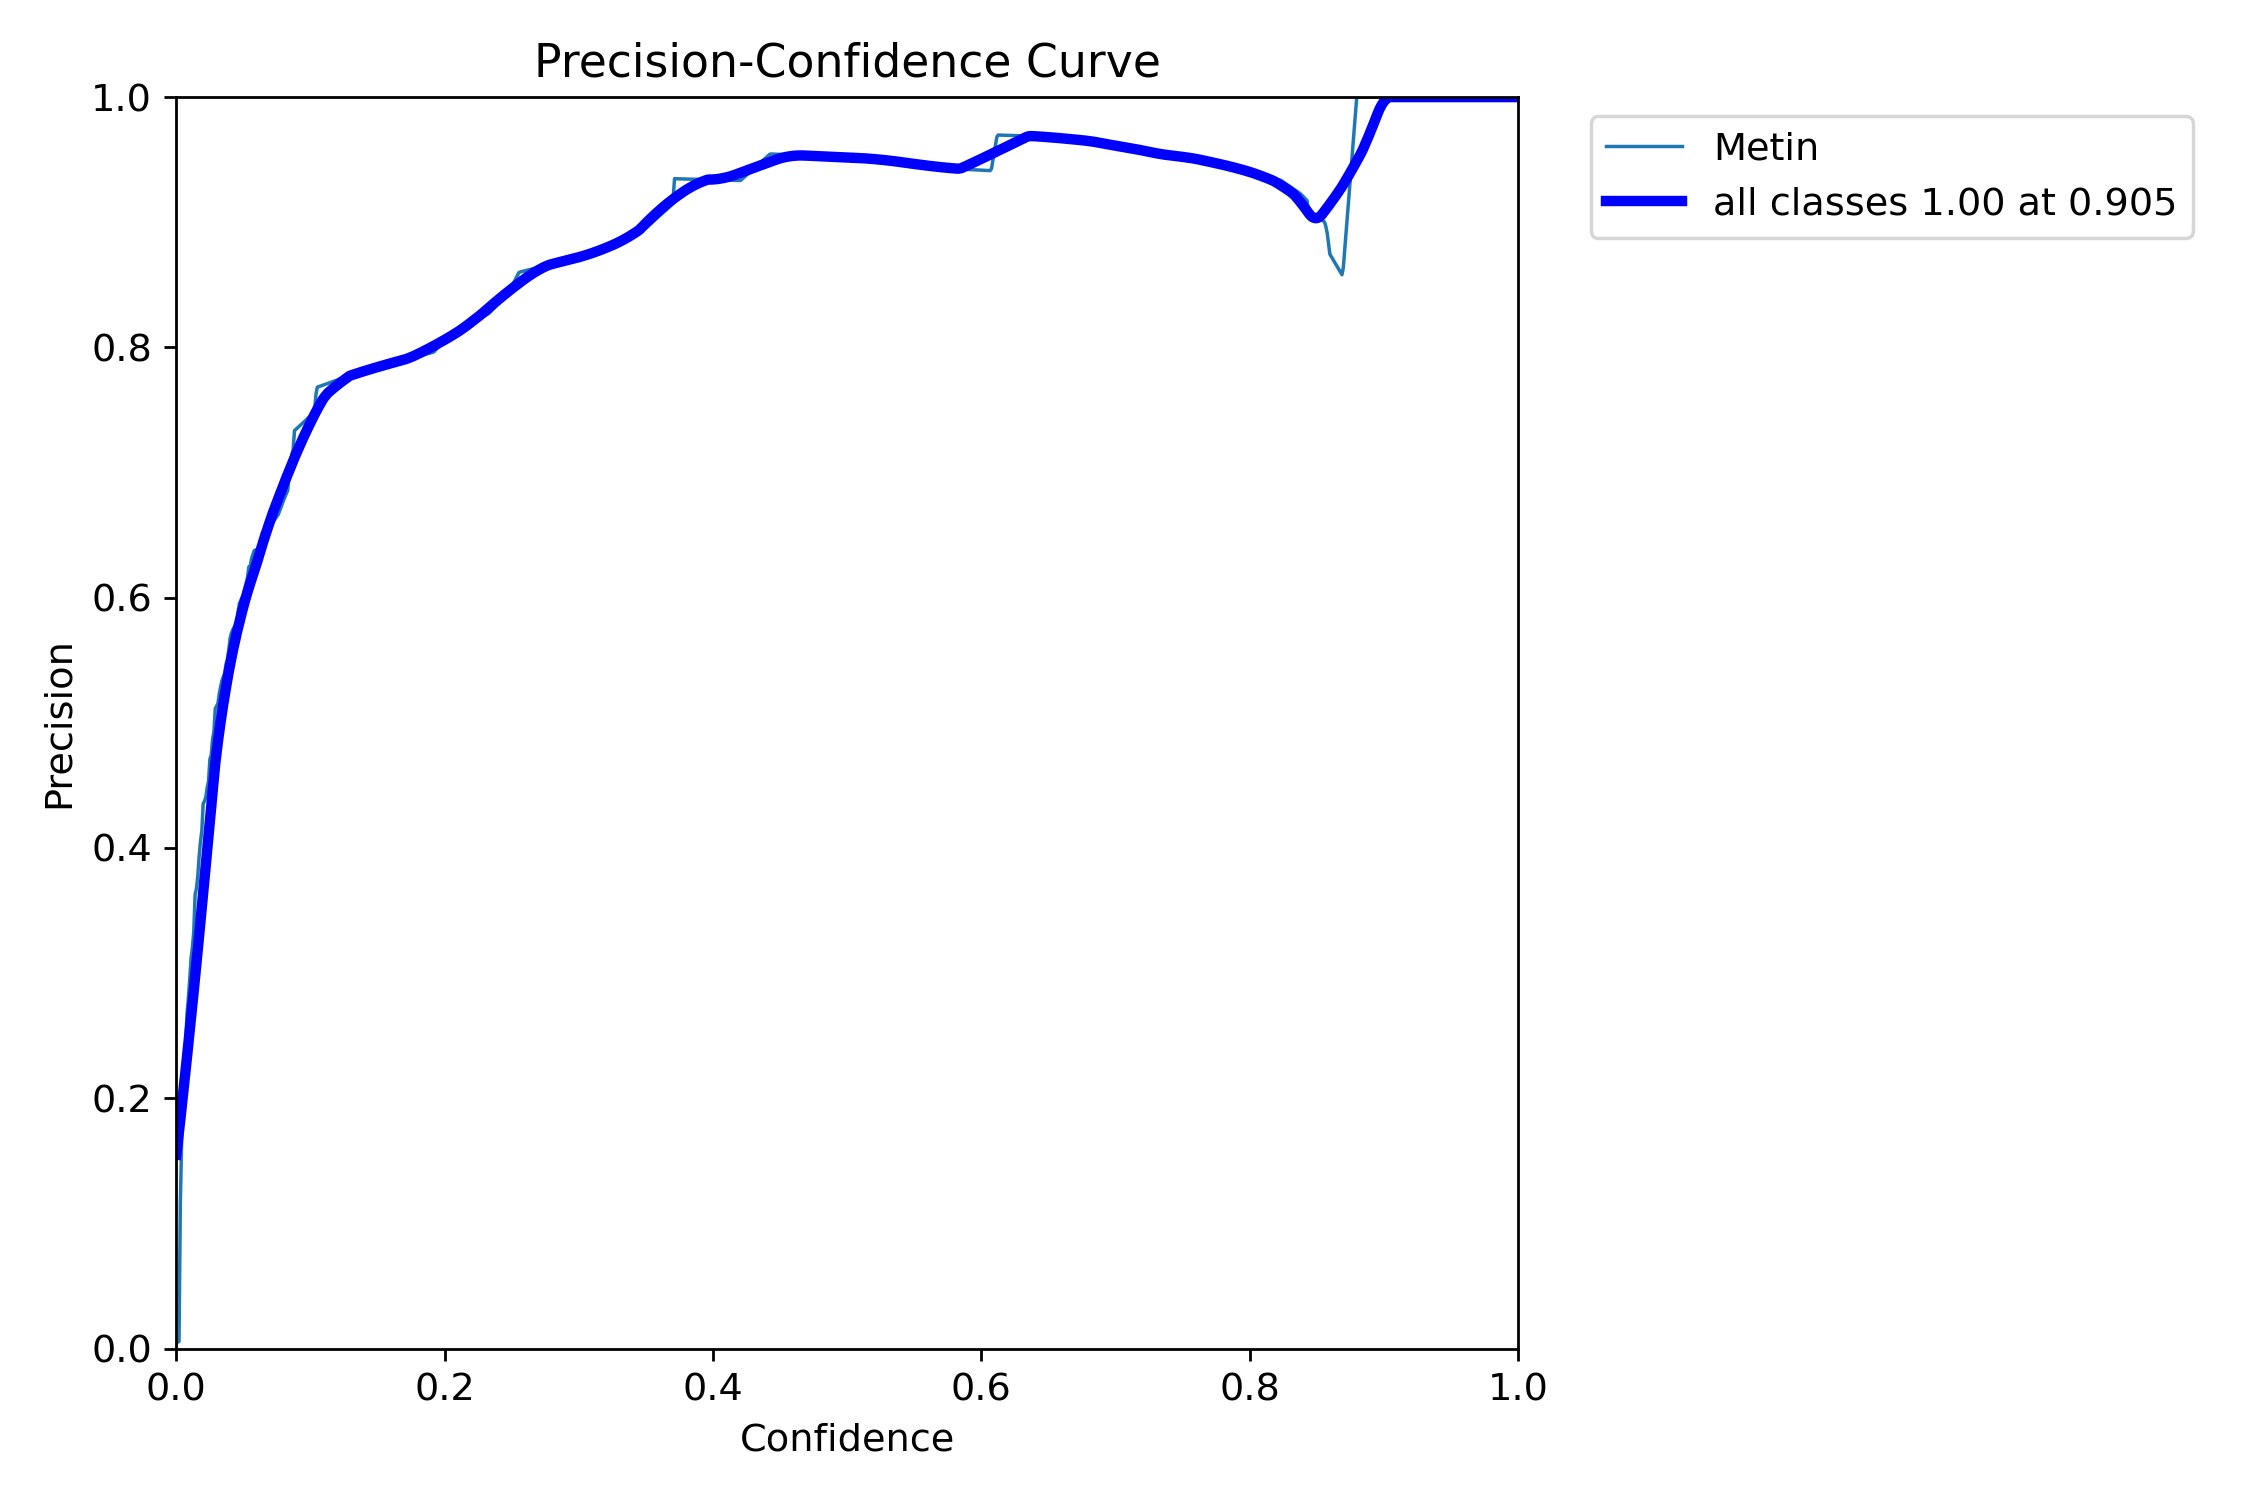 Precision-Confidence Curve
1.0
0.8
0.6
0.4
0.2
0.0
Precision
0.0 0.2 0.4 0.6 0.8 1.0
Confidence
Metin
all classes 1.00 at 0.905